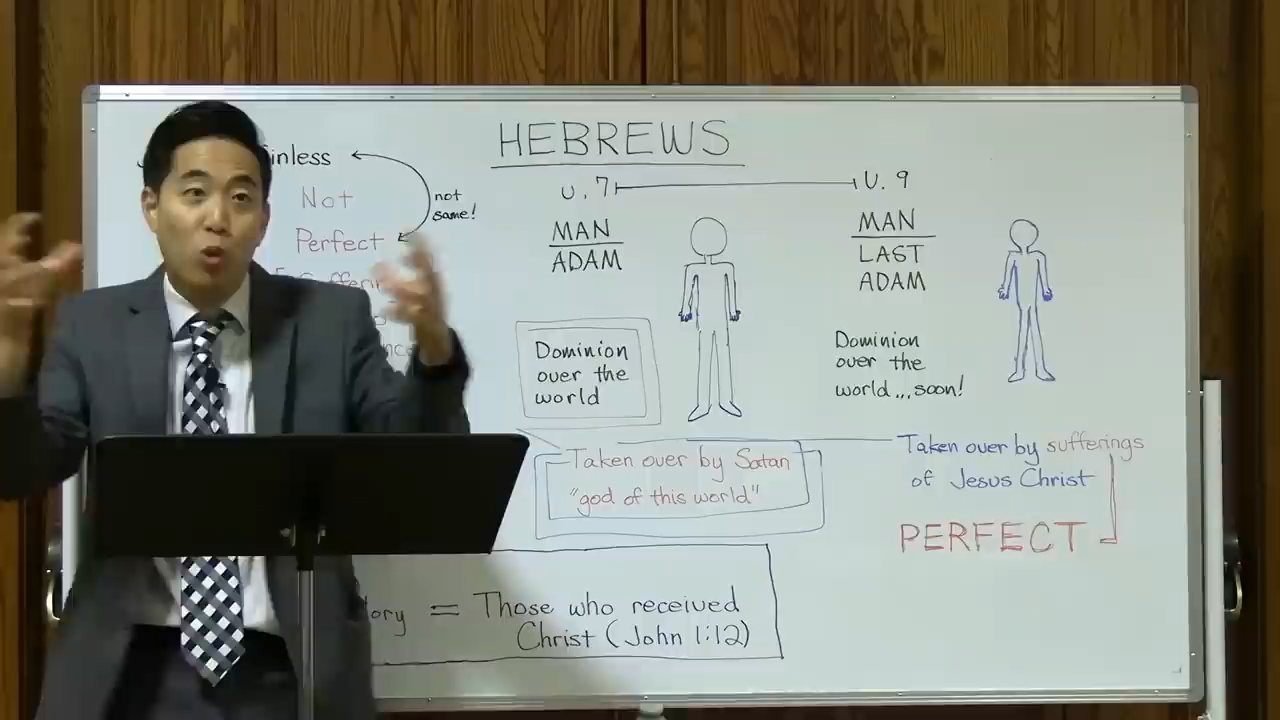 HEBREWS
inless
Not
Perfect
not
same!
v. 7
v. 9
MAN
ADAM
MAN
LAST
ADAM
Dominion
over the
world
Dominion
over the
world...soon!
Taken over by Satan
"god of this world"
Taken over by sufferings
of Jesus Christ
PERFECT
lory = Those who received
Christ (John 1:12)